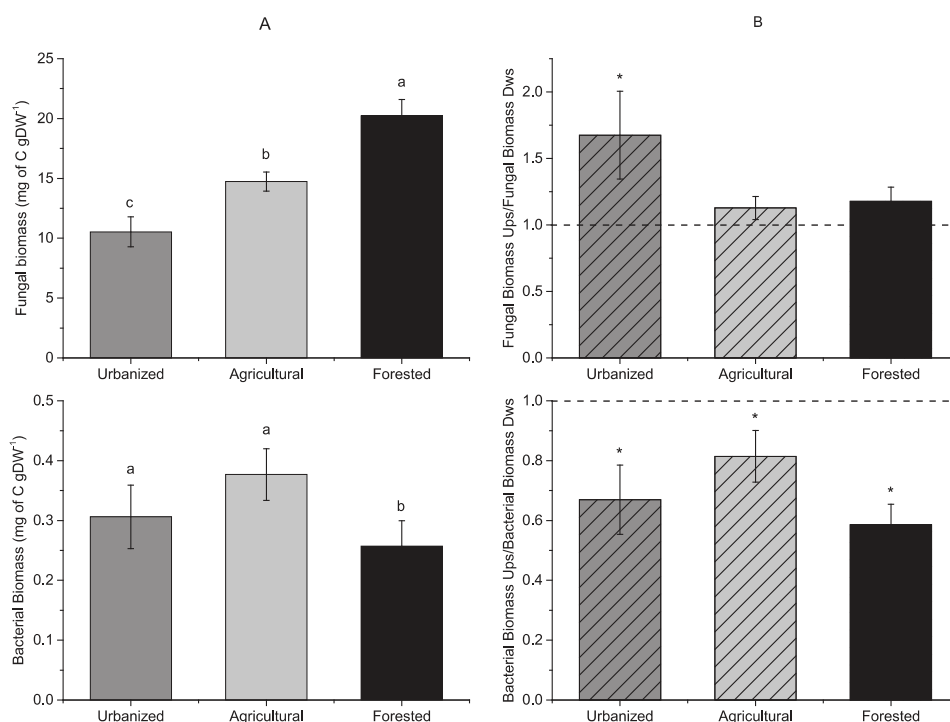 A
Fungal biomass (mg of C gDW⁻¹)
25
20
15
10
5
0
c
b
a
Urbanized Agricultural Forested
B
Fungal Biomass Ups/Fungal Biomass Dws
2.0
1.5
1.0
0.5
0.0
*
Urbanized Agricultural Forested
Bacterial Biomass (mg of C gDW⁻¹)
0.5
0.4
0.3
0.2
0.1
0.0
a
a
b
Urbanized Agricultural Forested
Bacterial Biomass Ups/Bacterial Biomass Dws
1.0
0.8
0.6
0.4
0.2
0.0
*
*
*
Urbanized Agricultural Forested